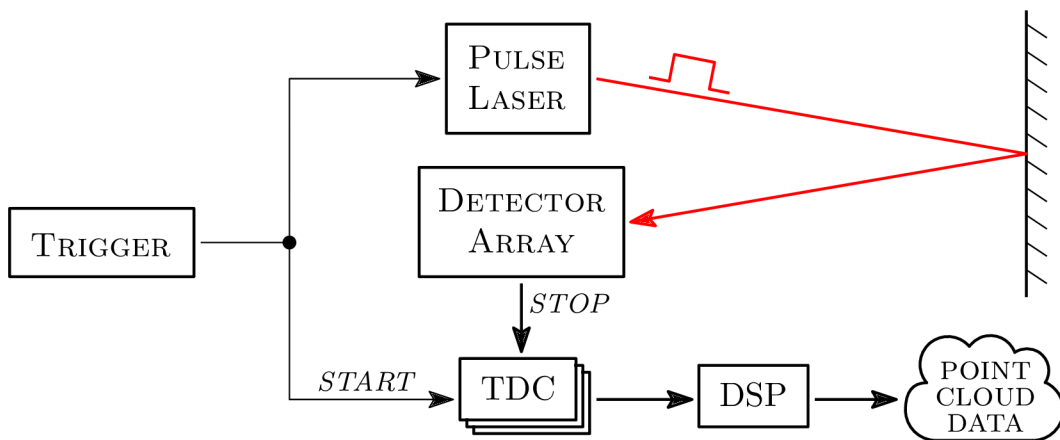 PULSE
LASER
DETECTOR
ARRAY
TRIGGER
STOP
START
TDC
DSP
POINT
CLOUD
DATA